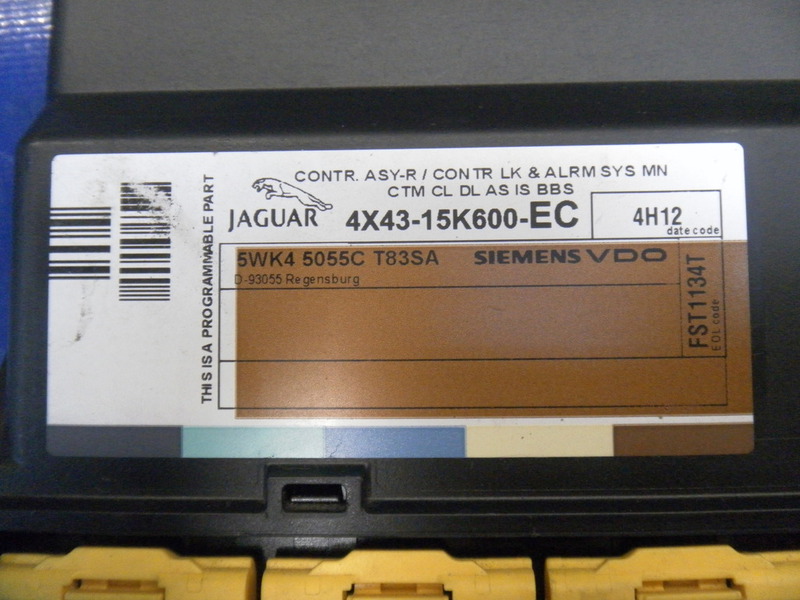 CONTR. ASY-R / CONTR LK & ALRM SYS MN
CTM CL DL AS IS BBS
JAGUAR 4X43-15K600-EC
4H12
date code
5WK4 5055C T83SA SIEMENS VDO
D-93055 Regensburg
FST1134T
EOL code
THIS IS A PROGRAMMABLE PART